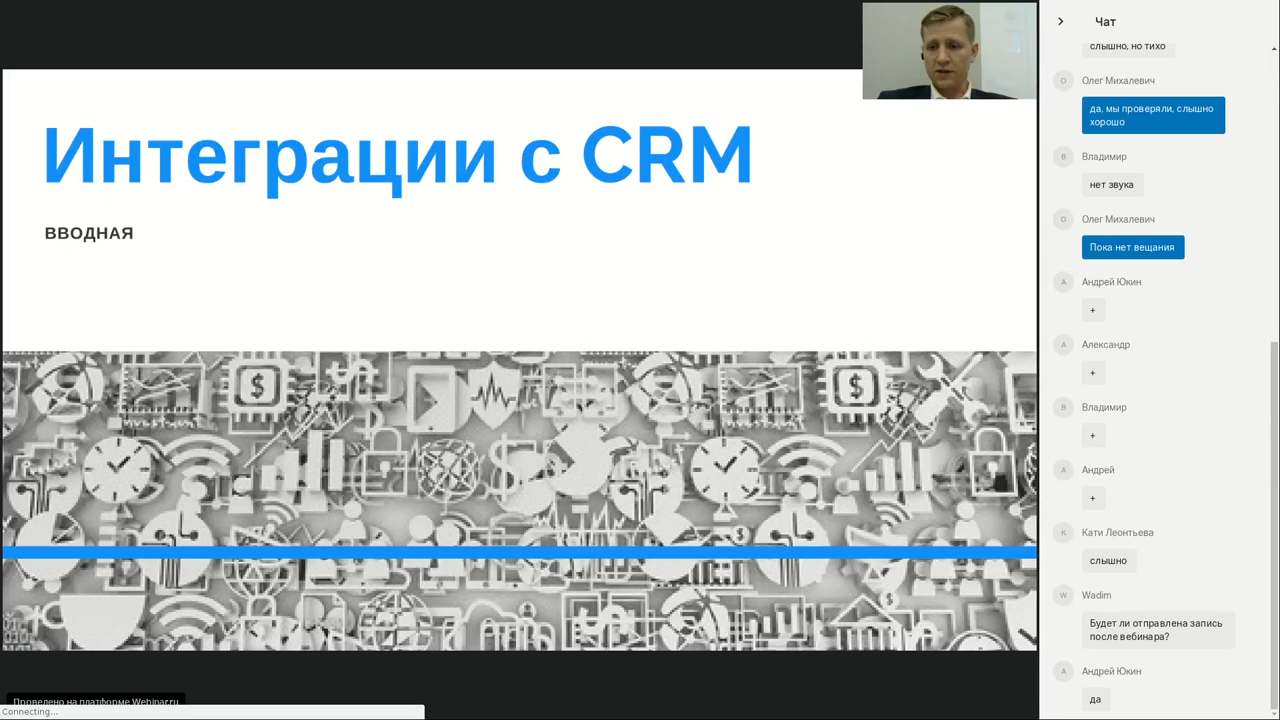 Интеграции с CRM
ВВОДНАЯ
Проведено на платформе Webinar.ru
Connecting...
Чат
слышно, но тихо
О
Олег Михалевич
да, мы проверяли, слышно
хорошо
В
Владимир
нет звука
О
Олег Михалевич
Пока нет вещания
А
Андрей Юкин
+
А
Александр
+
В
Владимир
+
А
Андрей
+
К
Кати Леонтьева
слышно
W
Wadim
Будет ли отправлена запись
после вебинара?
А
Андрей Юкин
да